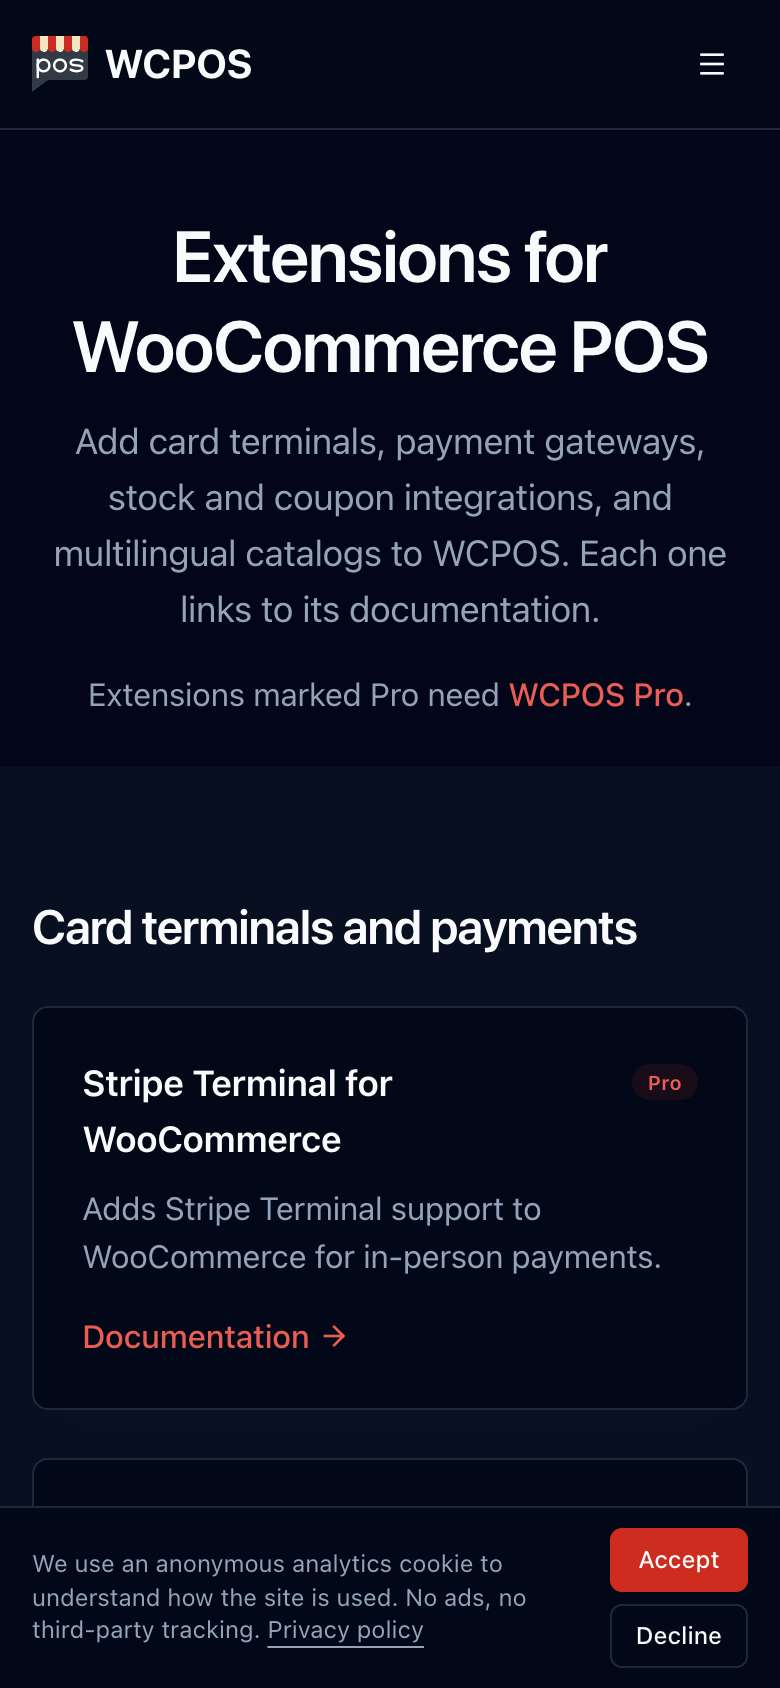 pos WCPOS
Extensions for
WooCommerce POS
Add card terminals, payment gateways,
stock and coupon integrations, and
multilingual catalogs to WCPOS. Each one
links to its documentation.
Extensions marked Pro need WCPOS Pro.
Card terminals and payments
Stripe Terminal for
WooCommerce
Pro
Adds Stripe Terminal support to
WooCommerce for in-person payments.
Documentation →
We use an anonymous analytics cookie to
understand how the site is used. No ads, no
third-party tracking. Privacy policy
Accept
Decline